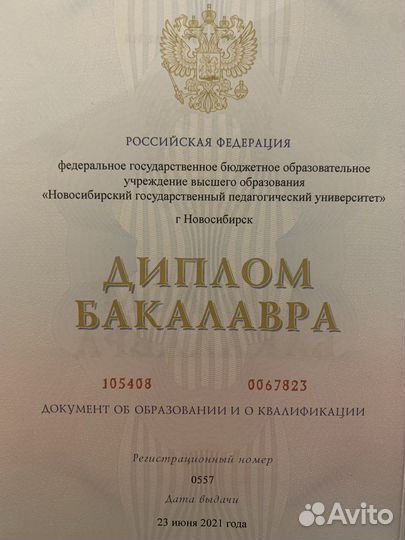 РОССИЙСКАЯ ФЕДЕРАЦИЯ
федеральное государственное бюджетное образовательное
учреждение высшего образования
«Новосибирский государственный педагогический университет»
г Новосибирск
ДИПЛОМ
БАКАЛАВРА
105408 0067823
ДОКУМЕНТ ОБ ОБРАЗОВАНИИ И О КВАЛИФИКАЦИИ
Регистрационный номер
0557
Дата выдачи
23 июня 2021 года
Avito